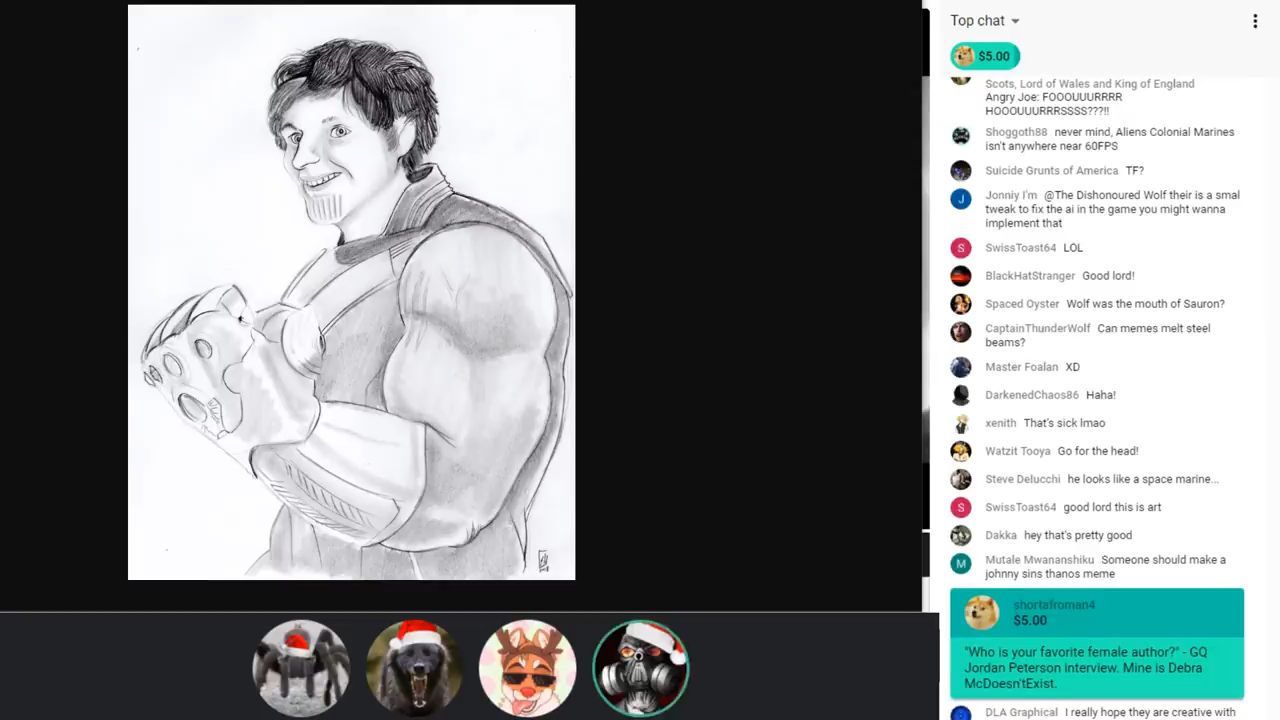 Top chat
$5.00
Scots, Lord of Wales and King of England
Angry Joe: FOOOUUURRRR
HOOOUUURRRSSSS???!!
Shoggoth88 never mind, Aliens Colonial Marines
isn't anywhere near 60FPS
Suicide Grunts of America TF?
J
Jonniy I'm @The Dishonoured Wolf their is a smal
tweak to fix the ai in the game you might wanna
implement that
S
SwissToast64 LOL
BlackHatStranger Good lord!
Spaced Oyster Wolf was the mouth of Sauron?
CaptainThunderWolf Can memes melt steel
beams?
Master Foalan XD
DarkenedChaos86 Haha!
xenith That's sick lmao
Watzit Tooya Go for the head!
Steve Delucchi he looks like a space marine...
S
SwissToast64 good lord this is art
Dakka hey that's pretty good
M
Mutale Mwananshiku Someone should make a
johnny sins thanos meme
shortafroman4
$5.00
"Who is your favorite female author?" - GQ
Jordan Peterson Interview. Mine is Debra
McDoesn'tExist.
DLA Graphical I really hope they are creative with